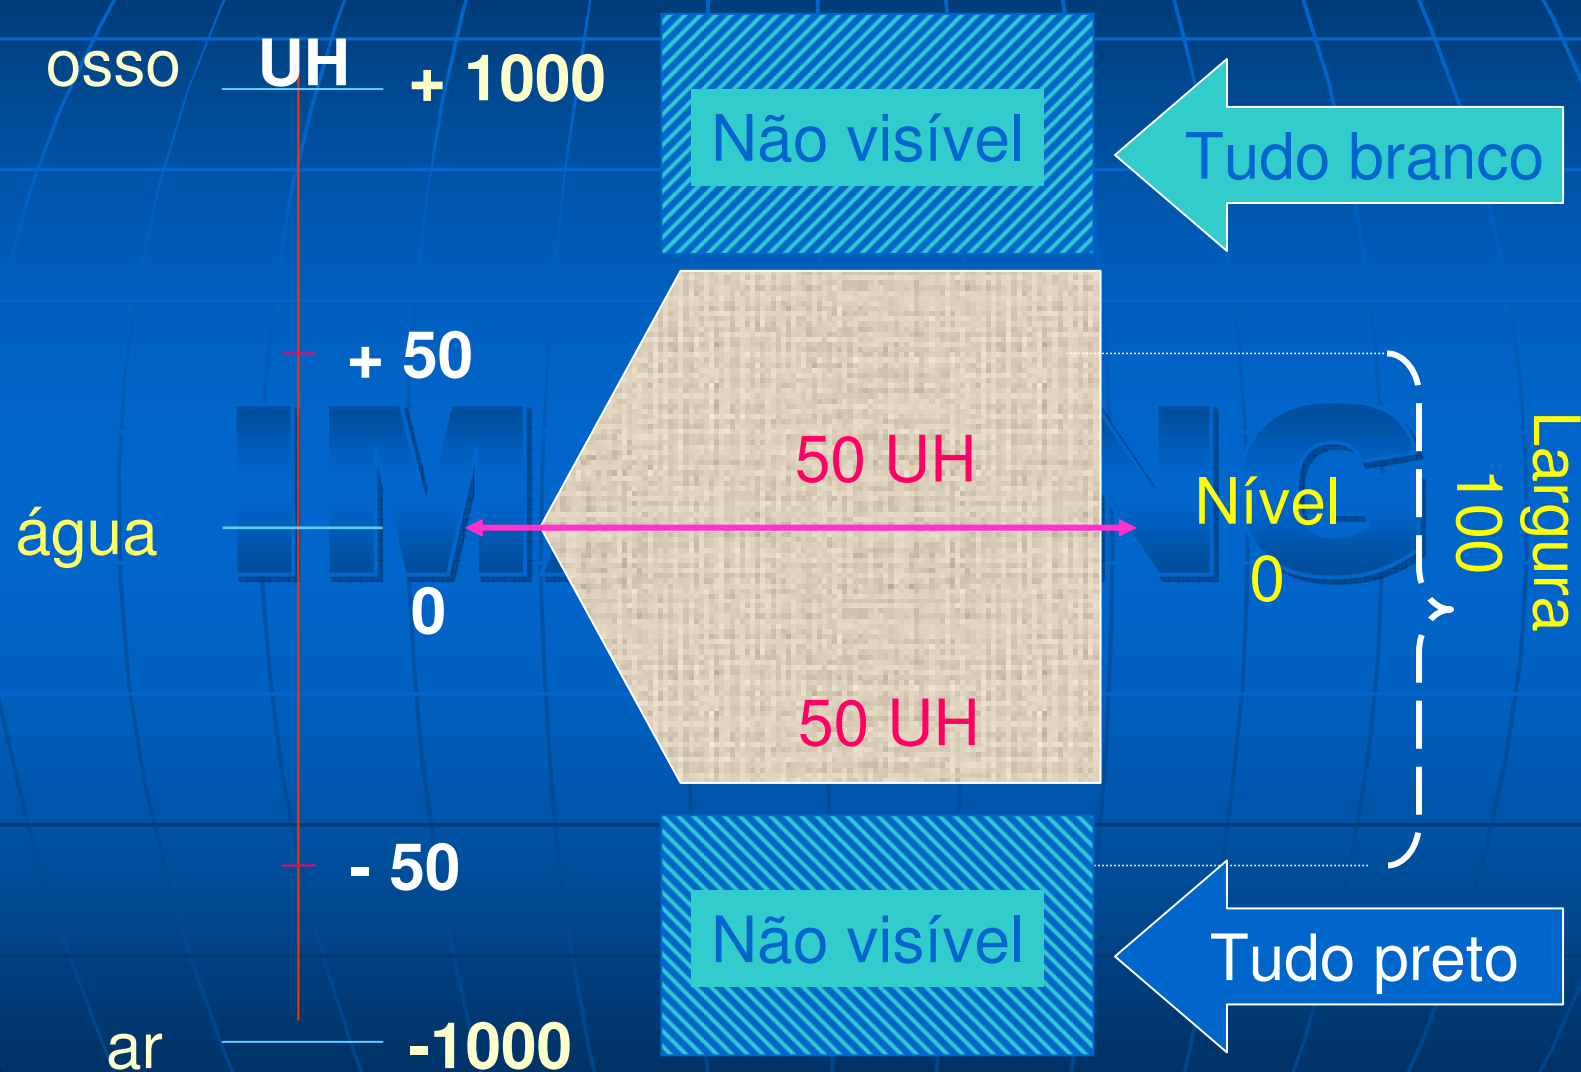 osso UH + 1000
Não visível
Tudo branco
+ 50
50 UH
Nível
0
Largura
100
água
0
50 UH
- 50
Não visível
Tudo preto
ar -1000